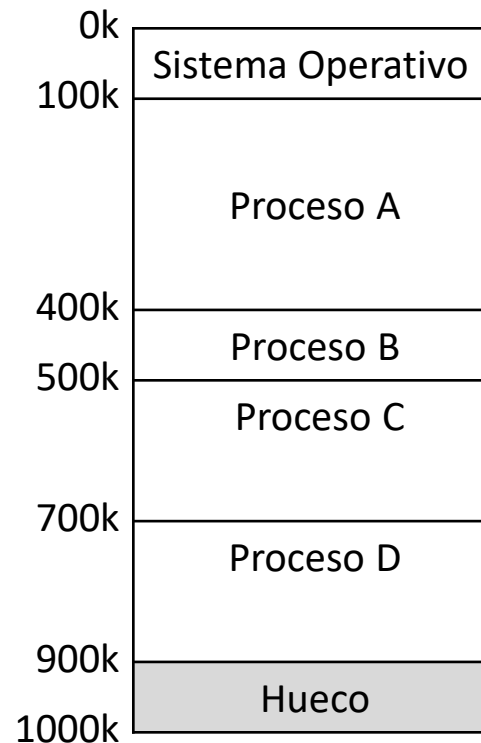 0k
Sistema Operativo
100k
Proceso A
400k
Proceso B
500k
Proceso C
700k
Proceso D
900k
Hueco
1000k